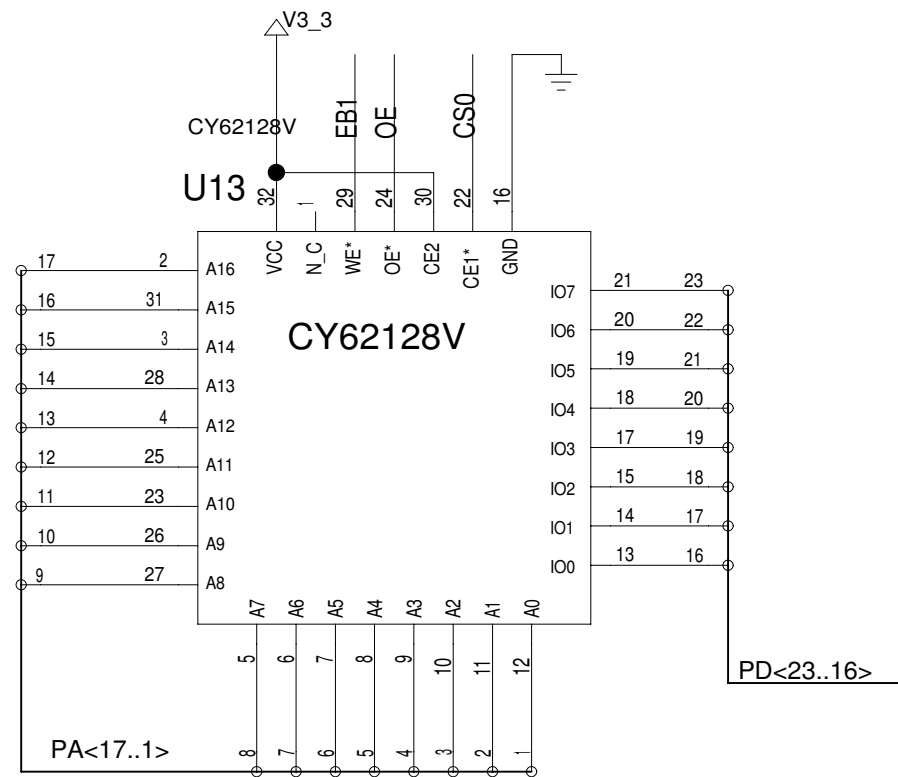 V3_3
CY62128V
EB1 OE CS0
U13
32 1 29 24 30 22 16
VCC N_C WE* OE* CE2 CE1* GND
17 2 A16
16 31 A15
15 3 A14
14 28 A13
13 4 A12
12 25 A11
11 23 A10
10 26 A9
9 27 A8
CY62128V
IO7 21 23
IO6 20 22
IO5 19 21
IO4 18 20
IO3 17 19
IO2 15 18
IO1 14 17
IO0 13 16
A7 A6 A5 A4 A3 A2 A1 A0
5 6 7 8 9 10 11 12
8 7 6 5 4 3 2 1
PA<17..1>
PD<23..16>